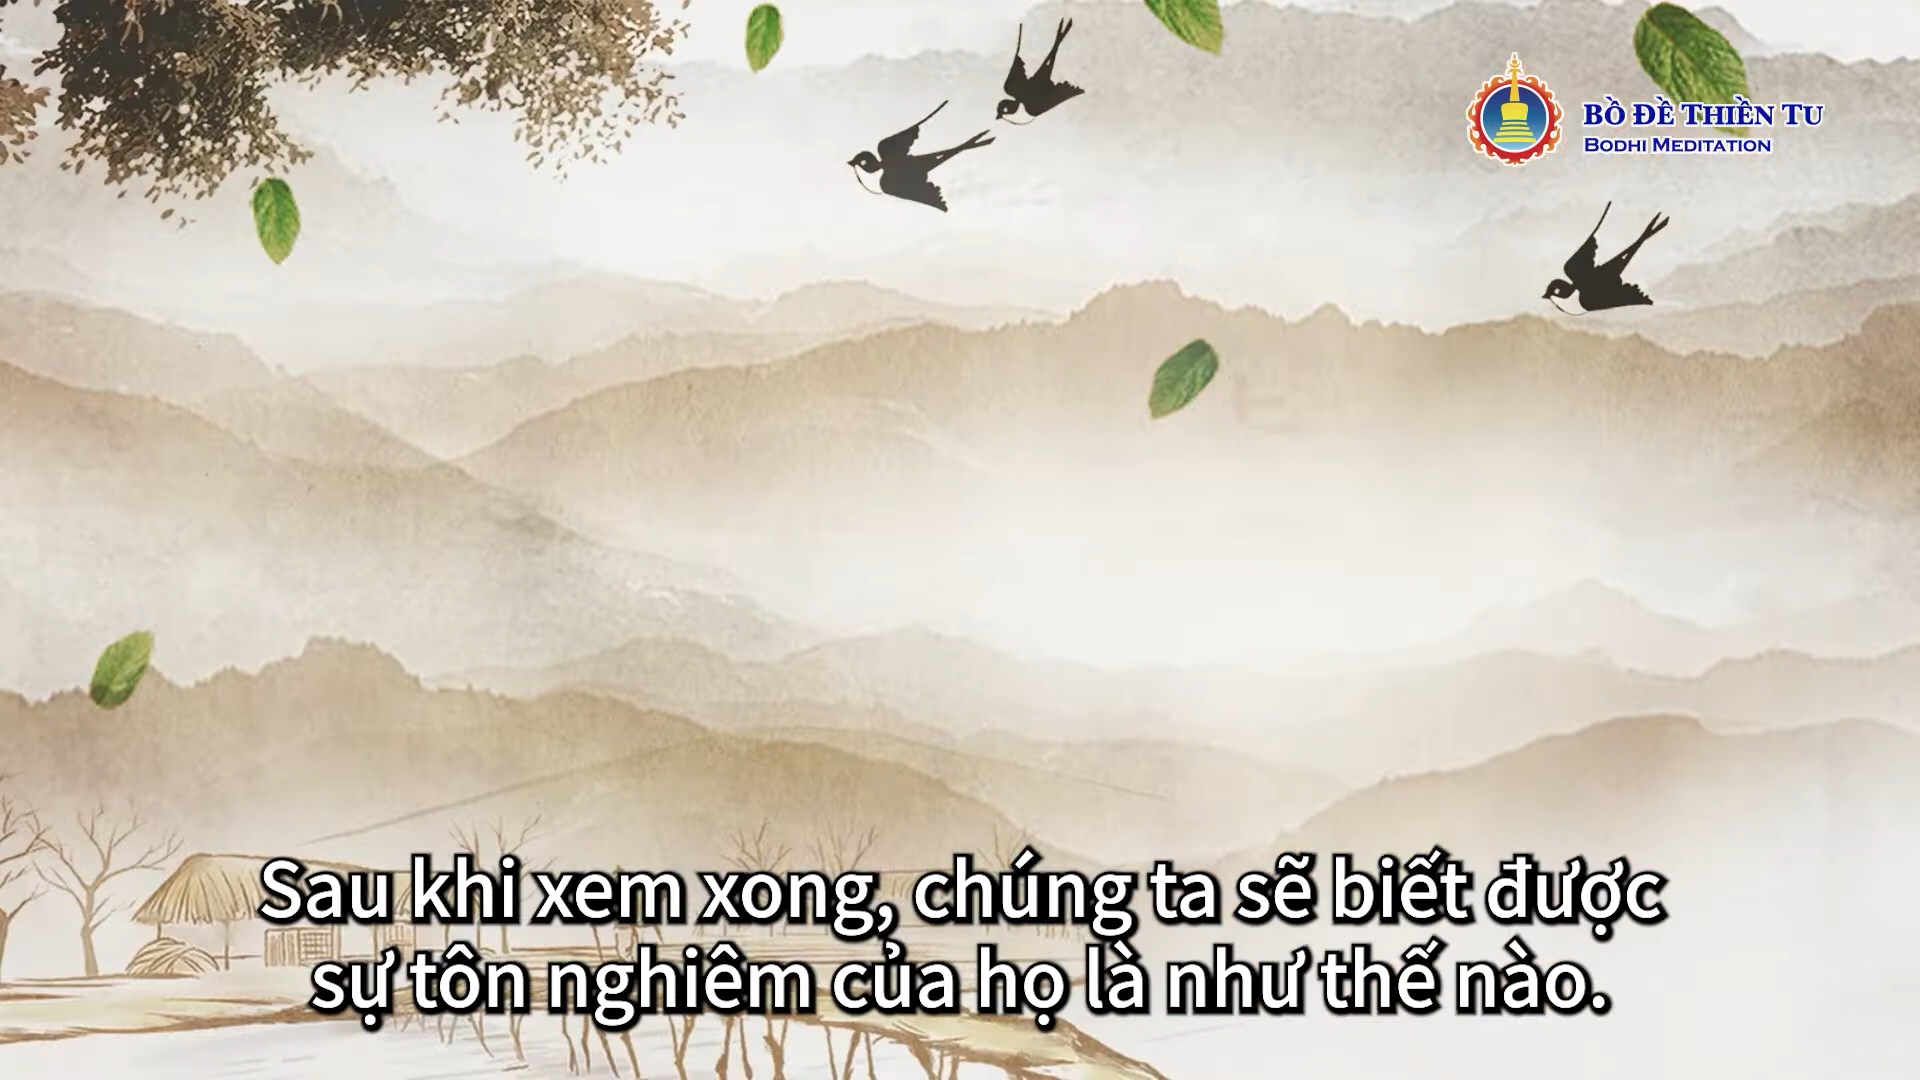 BỒ ĐỀ THIỀN TU
BODHI MEDITATION
Sau khi xem xong, chúng ta sẽ biết được
sự tôn nghiêm của họ là như thế nào.